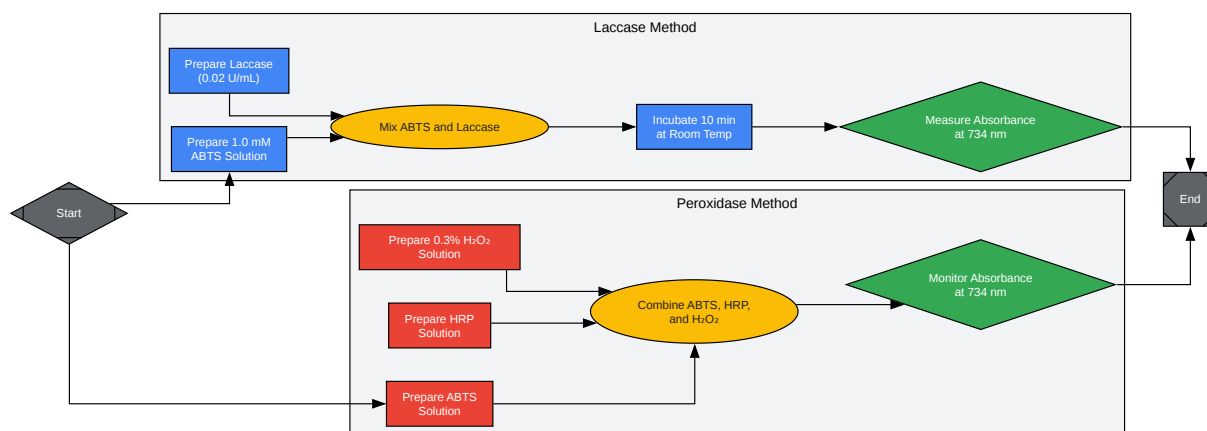 Laccase Method
Prepare Laccase
(0.02 U/mL)
Mix ABTS and Laccase
Incubate 10 min
at Room Temp
Measure Absorbance
at 734 nm
Prepare 1.0 mM
ABTS Solution
Start
End
Peroxidase Method
Prepare 0.3% H₂O₂
Solution
Prepare HRP
Solution
Combine ABTS, HRP,
and H₂O₂
Monitor Absorbance
at 734 nm
Prepare ABTS
Solution